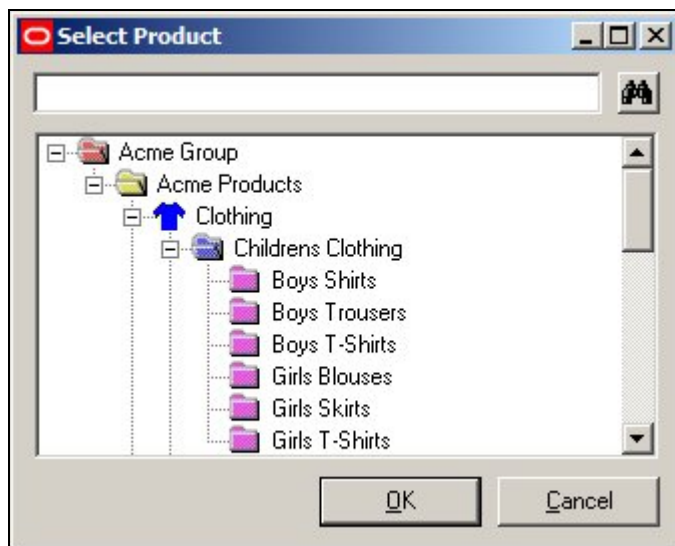 Select Product
Acme Group
Acme Products
Clothing
Childrens Clothing
Boys Shirts
Boys Trousers
Boys T-Shirts
Girls Blouses
Girls Skirts
Girls T-Shirts
OK
Cancel